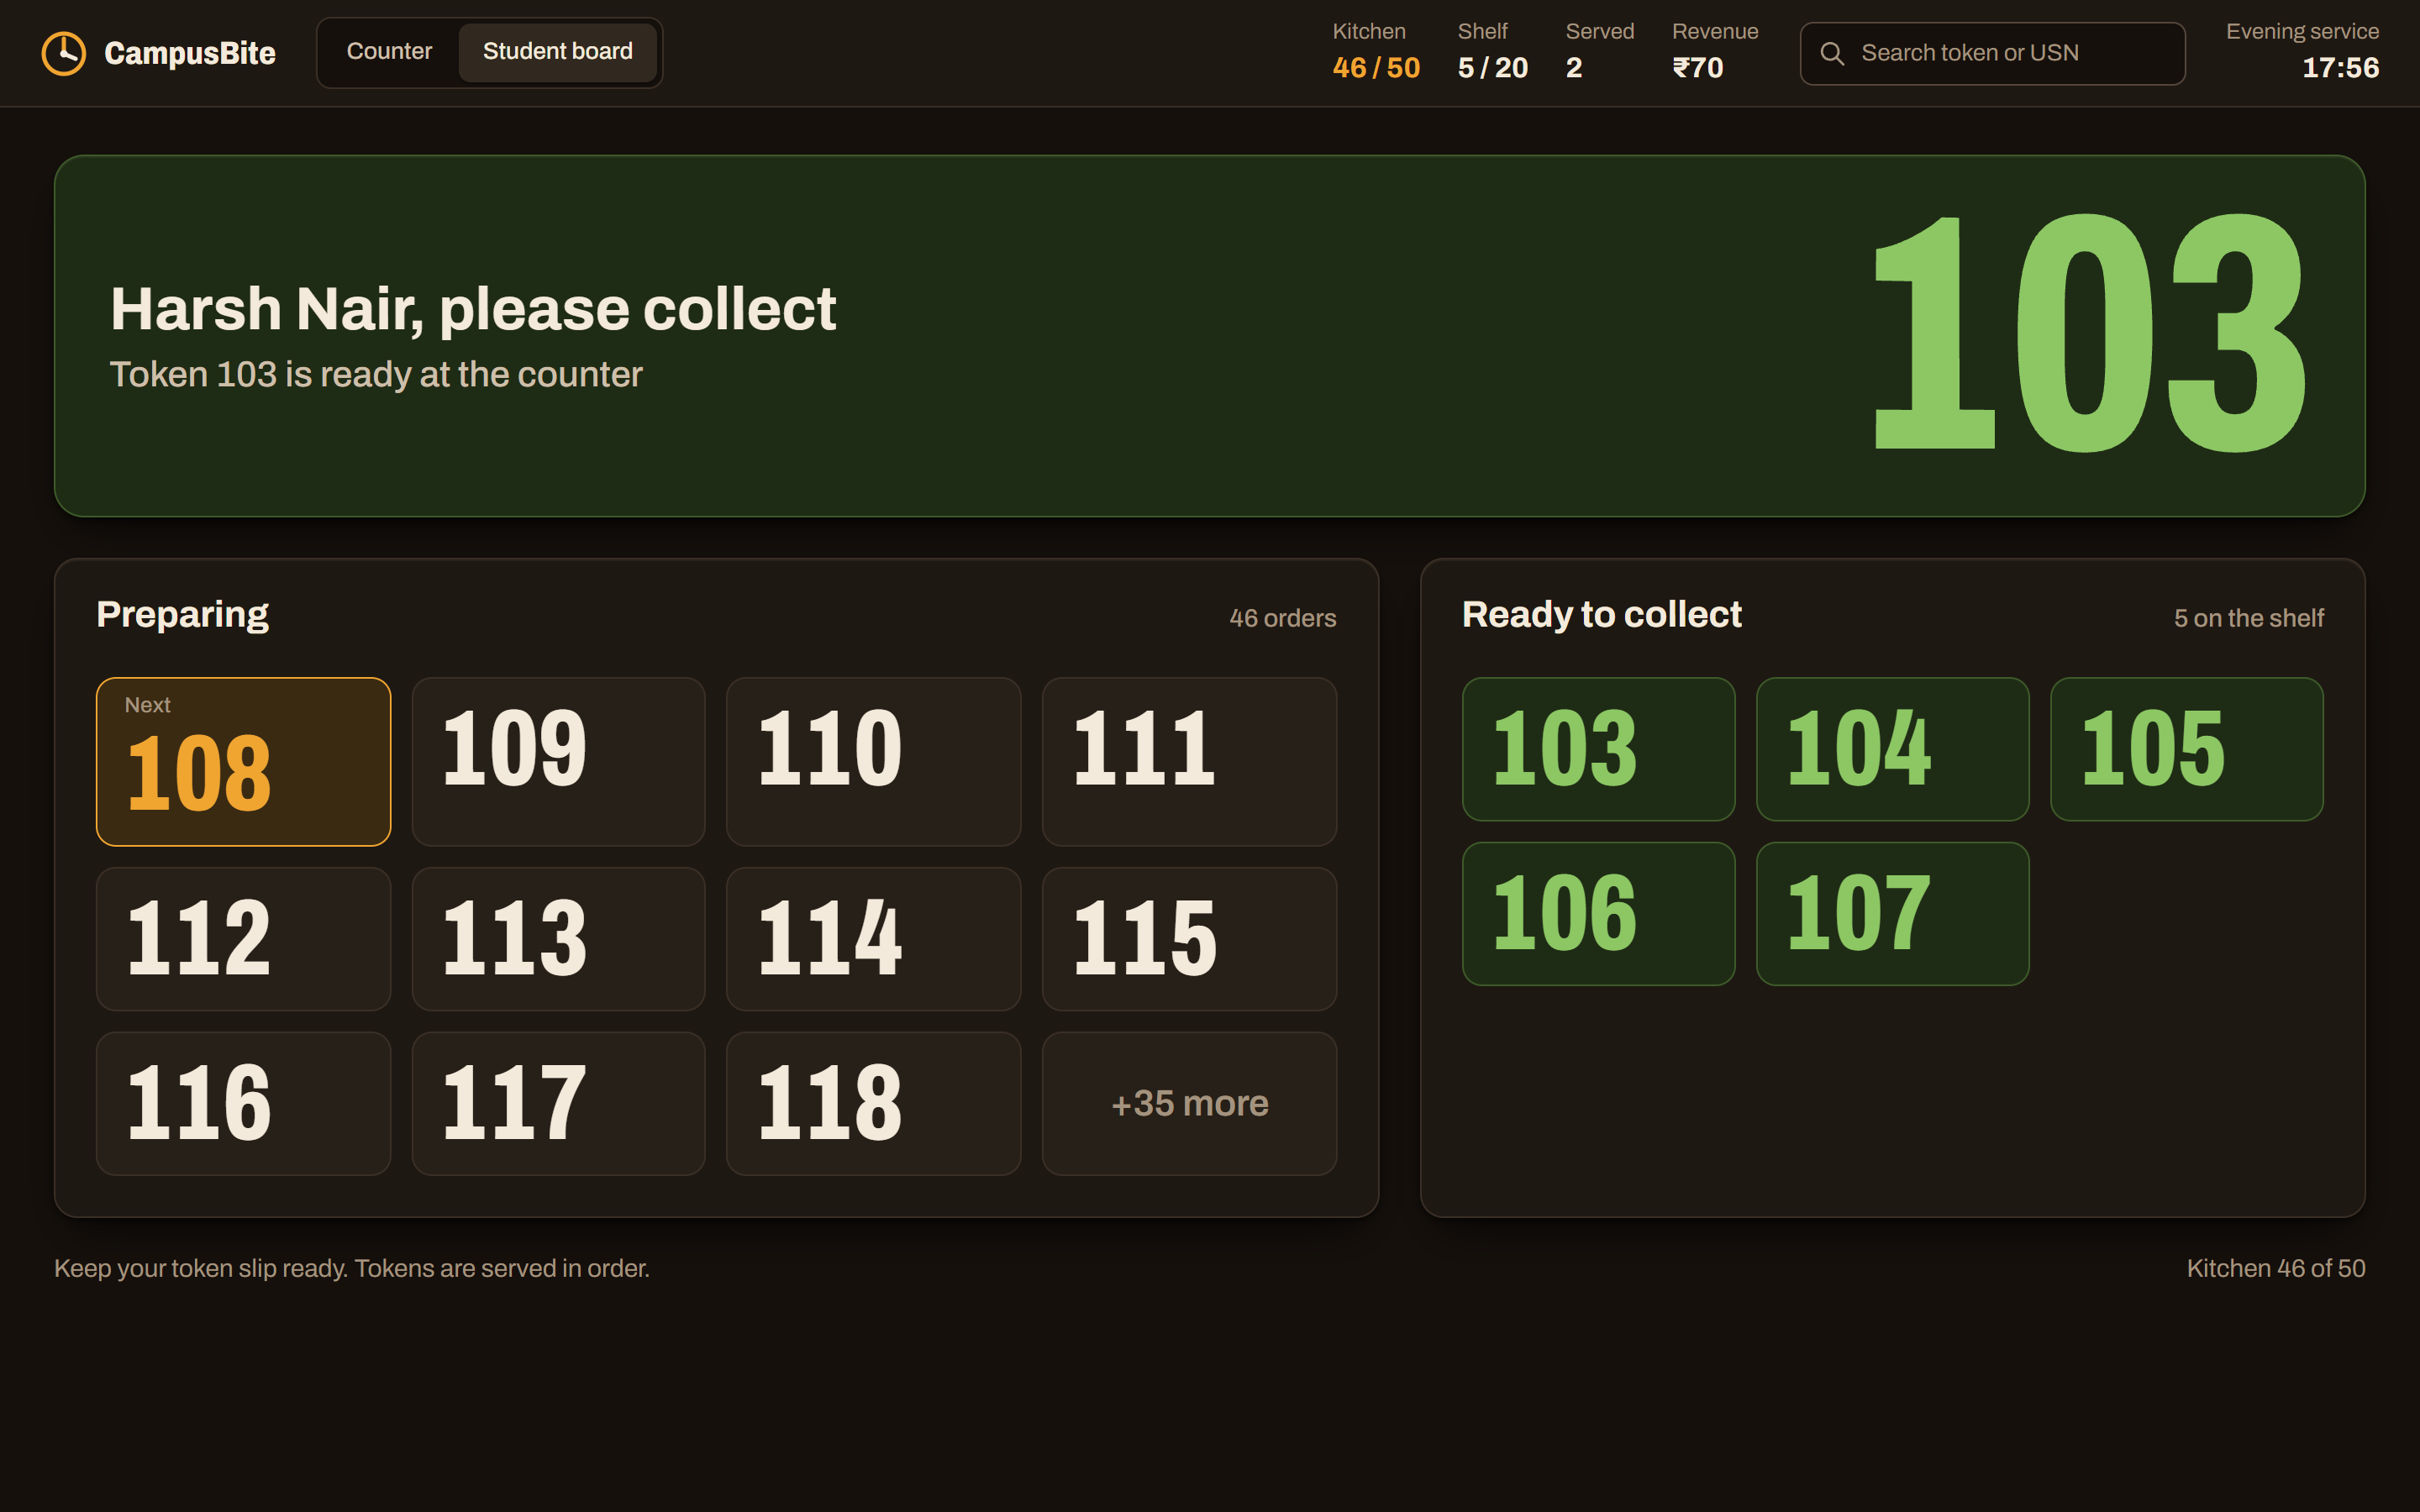 CampusBite
Counter
Student board
Kitchen
46 / 50
Shelf
5 / 20
Served
2
Revenue
₹70
Search token or USN
Evening service
17:56
Harsh Nair, please collect
Token 103 is ready at the counter
103
Preparing
46 orders
Next
108
109
110
111
112
113
114
115
116
117
118
+35 more
Ready to collect
5 on the shelf
103
104
105
106
107
Keep your token slip ready. Tokens are served in order.
Kitchen 46 of 50